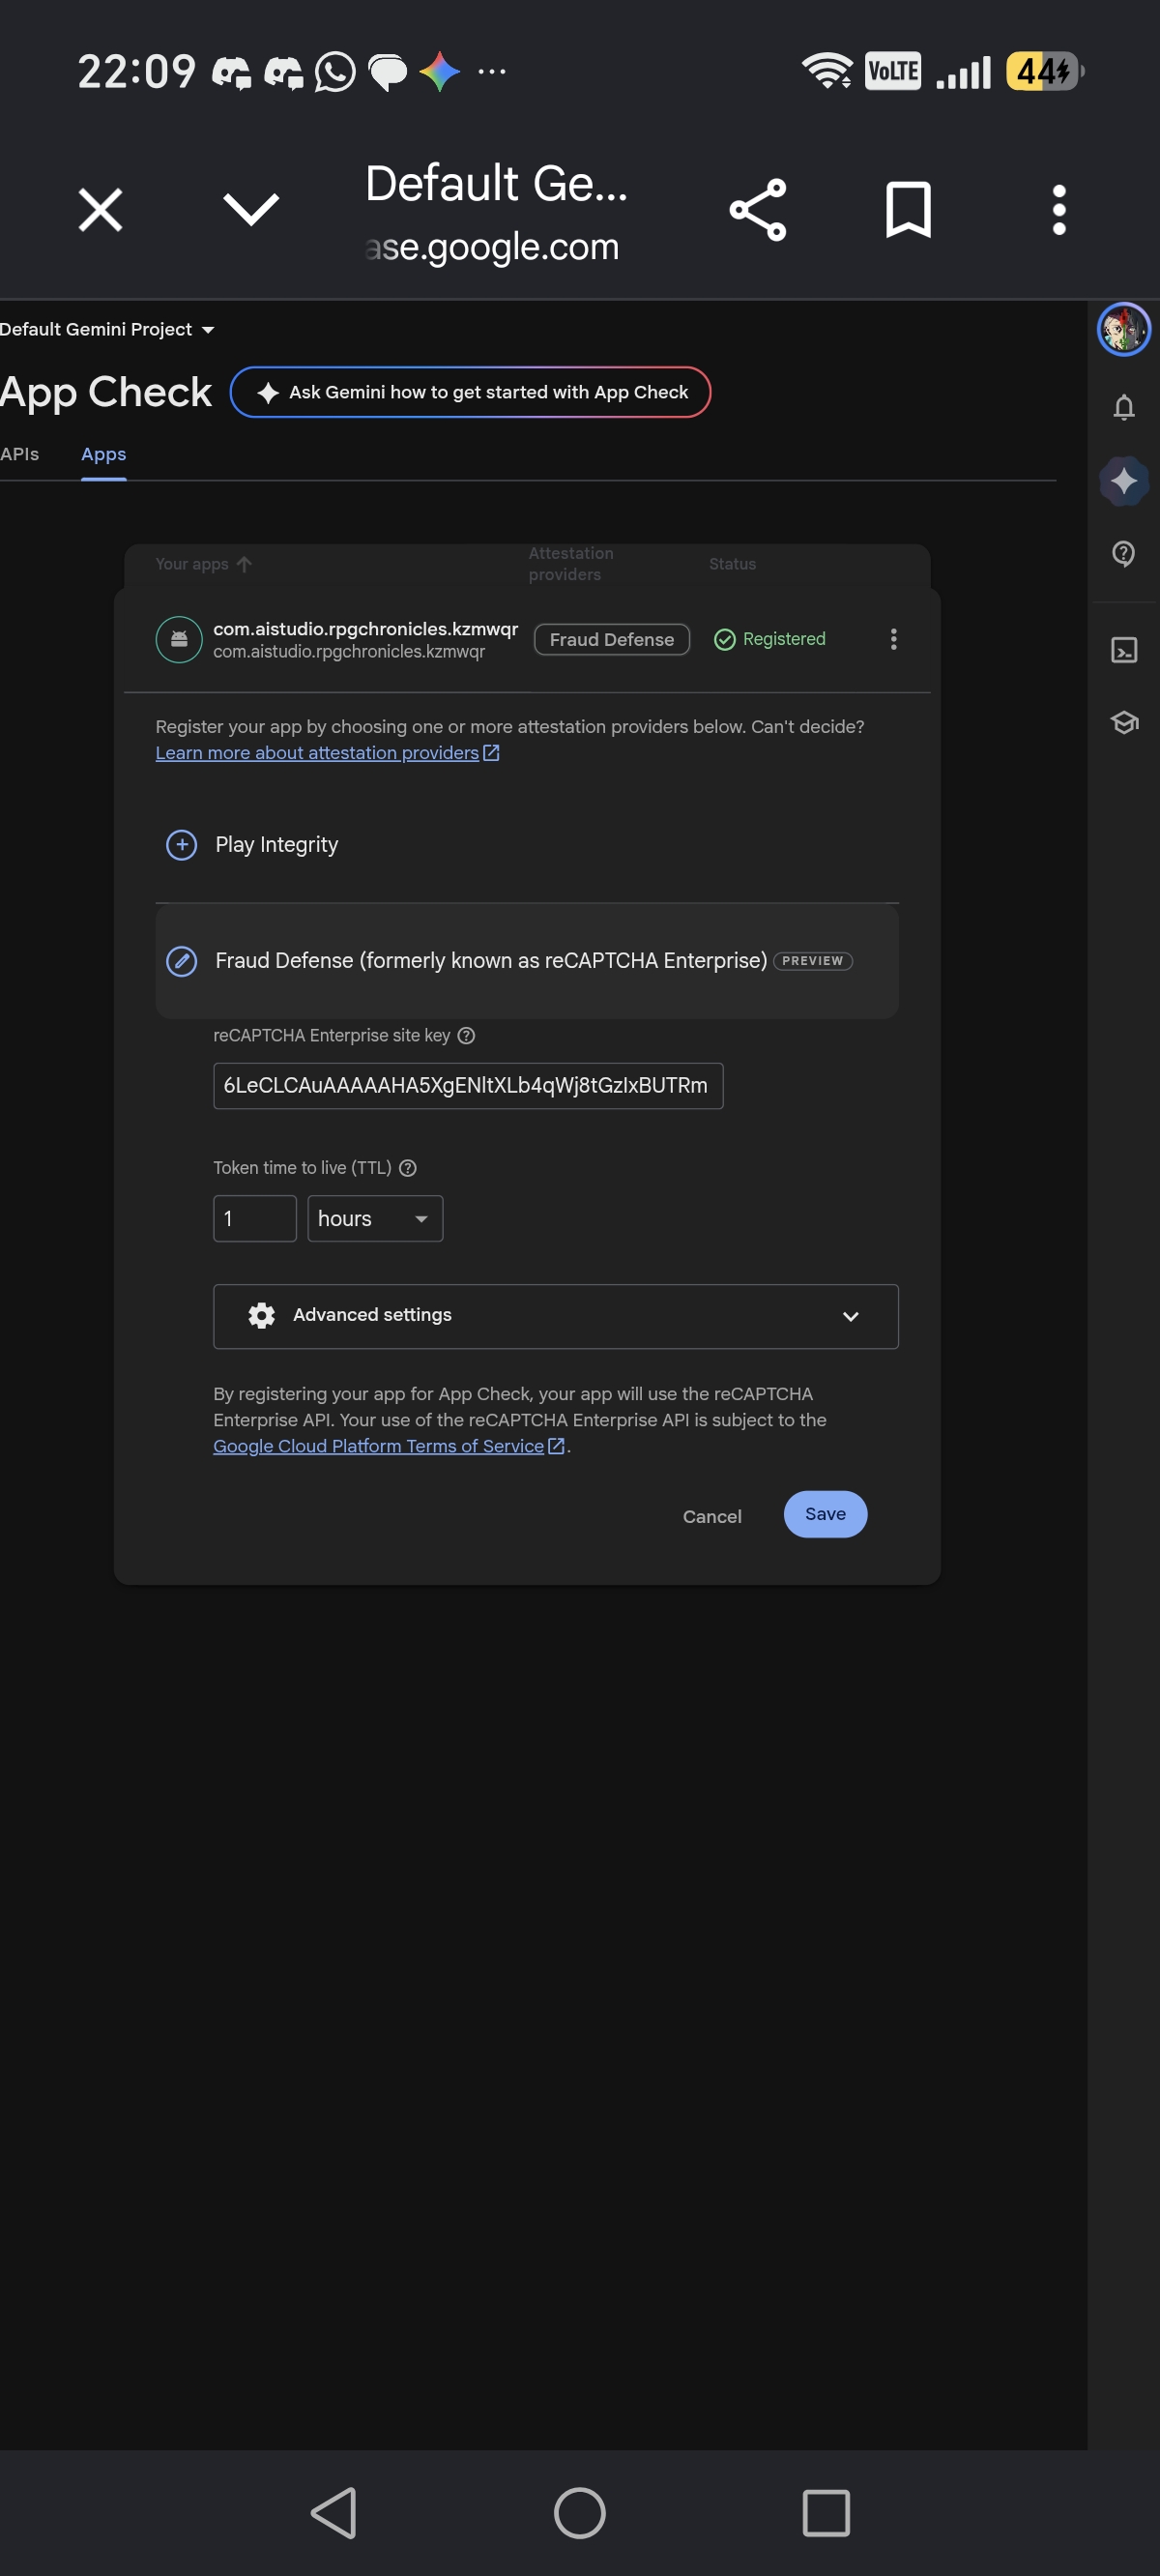 22:09
VoLTE
44
Default Ge...
ase.google.com
Default Gemini Project
App Check
Ask Gemini how to get started with App Check
APIs
Apps
Your apps
Attestation
providers
Status
com.aistudio.rpgchronicles.kzmwqr
com.aistudio.rpgchronicles.kzmwqr
Fraud Defense
Registered
Register your app by choosing one or more attestation providers below. Can't decide?
Learn more about attestation providers
Play Integrity
Fraud Defense (formerly known as reCAPTCHA Enterprise)
PREVIEW
reCAPTCHA Enterprise site key
6LeCLCAuAAAAAHA5XgENltXLb4qWj8tGzIxBUTRm
Token time to live (TTL)
1
hours
Advanced settings
By registering your app for App Check, your app will use the reCAPTCHA
Enterprise API. Your use of the reCAPTCHA Enterprise API is subject to the
Google Cloud Platform Terms of Service.
Cancel
Save